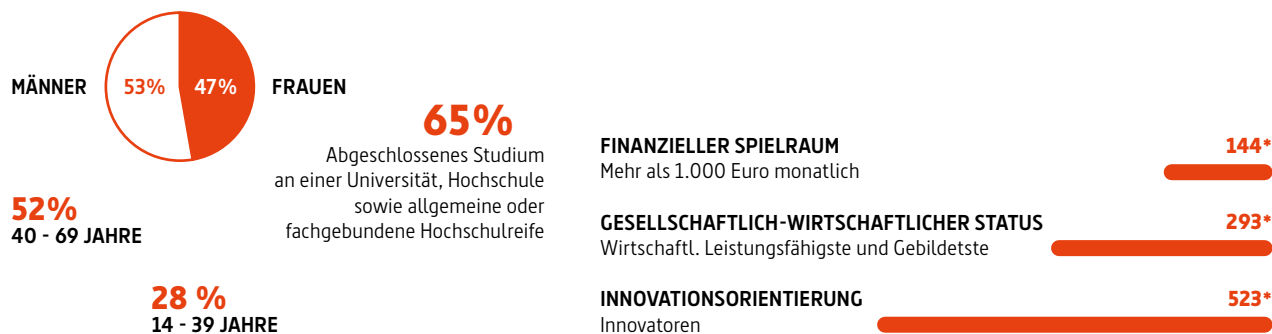 MÄNNER
53%
47%
FRAUEN
65%
Abgeschlossenes Studium
an einer Universität, Hochschule
sowie allgemeine oder
fachgebundene Hochschulreife
52%
40 - 69 JAHRE
28 %
14 - 39 JAHRE
FINANZIELLER SPIELRAUM 144*
Mehr als 1.000 Euro monatlich
GESELLSCHAFTLICH-WIRTSCHAFTLICHER STATUS 293*
Wirtschaftl. Leistungsfähigste und Gebildetste
INNOVATIONSORIENTIERUNG 523*
Innovatoren